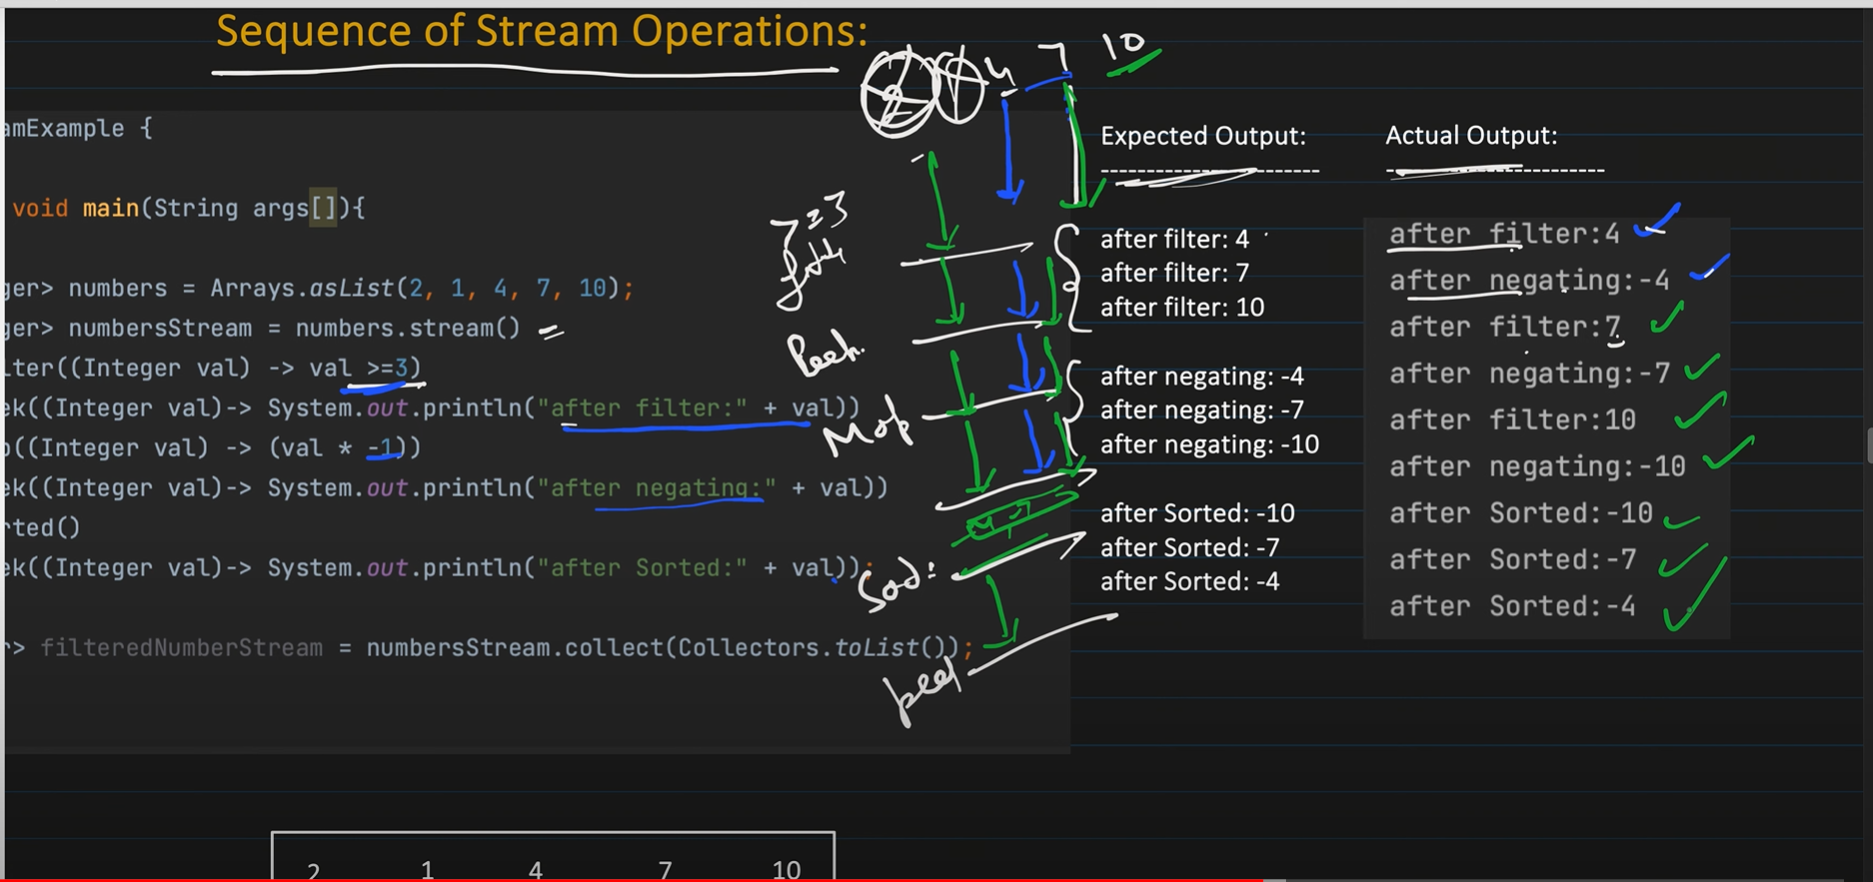 Sequence of Stream Operations:
4 7 10
amExample {
void main(String args[]){
ger> numbers = Arrays.asList(2, 1, 4, 7, 10);
ger> numbersStream = numbers.stream()
lter((Integer val) -> val >=3)
ek((Integer val)-> System.out.println("after filter:" + val))
p((Integer val) -> (val * -1))
ek((Integer val)-> System.out.println("after negating:" + val))
rted()
ek((Integer val)-> System.out.println("after Sorted:" + val));
r> filteredNumberStream = numbersStream.collect(Collectors.toList());
Peek
Map
Expected Output:
--------------------
after filter: 4
after filter: 7
after filter: 10
after negating: -4
after negating: -7
after negating: -10
after Sorted: -10
after Sorted: -7
after Sorted: -4
Actual Output:
--------------------
after filter:4
after negating:-4
after filter:7
after negating:-7
after filter:10
after negating:-10
after Sorted:-10
after Sorted:-7
after Sorted:-4
2 1 4 7 10